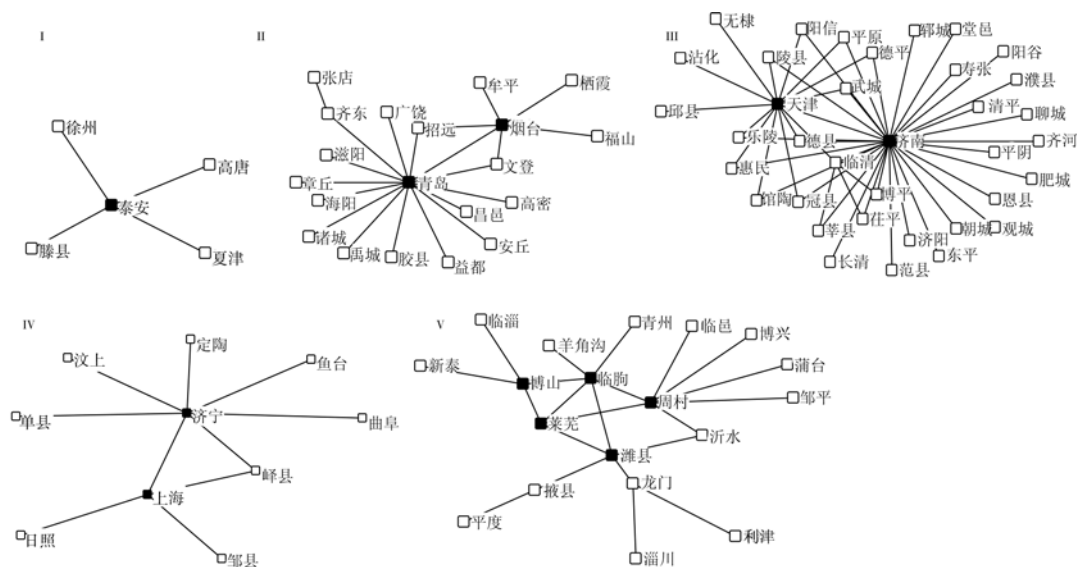 I
徐州
高唐
泰安
滕县
夏津
II
张店
牟平
栖霞
齐东
广饶
招远
烟台
福山
滋阳
文登
章丘
青岛
海阳
昌邑
高密
诸城
禹城
胶县
益都
安丘
III
无棣
阳信
平原
郓城
堂邑
沾化
陵县
德平
阳谷
武城
寿张
濮县
邱县
天津
清平
聊城
乐陵
德县
济南
齐河
惠民
临清
平阴
馆陶
冠县
博平
肥城
恩县
莘县
茌平
济阳
朝城
观城
长清
范县
东平
IV
汶上
定陶
鱼台
单县
济宁
曲阜
峄县
上海
日照
邹县
V
临淄
羊角沟
青州
临邑
博兴
新泰
博山
临朐
蒲台
周村
邹平
莱芜
沂水
潍县
掖县
龙门
平度
利津
淄川